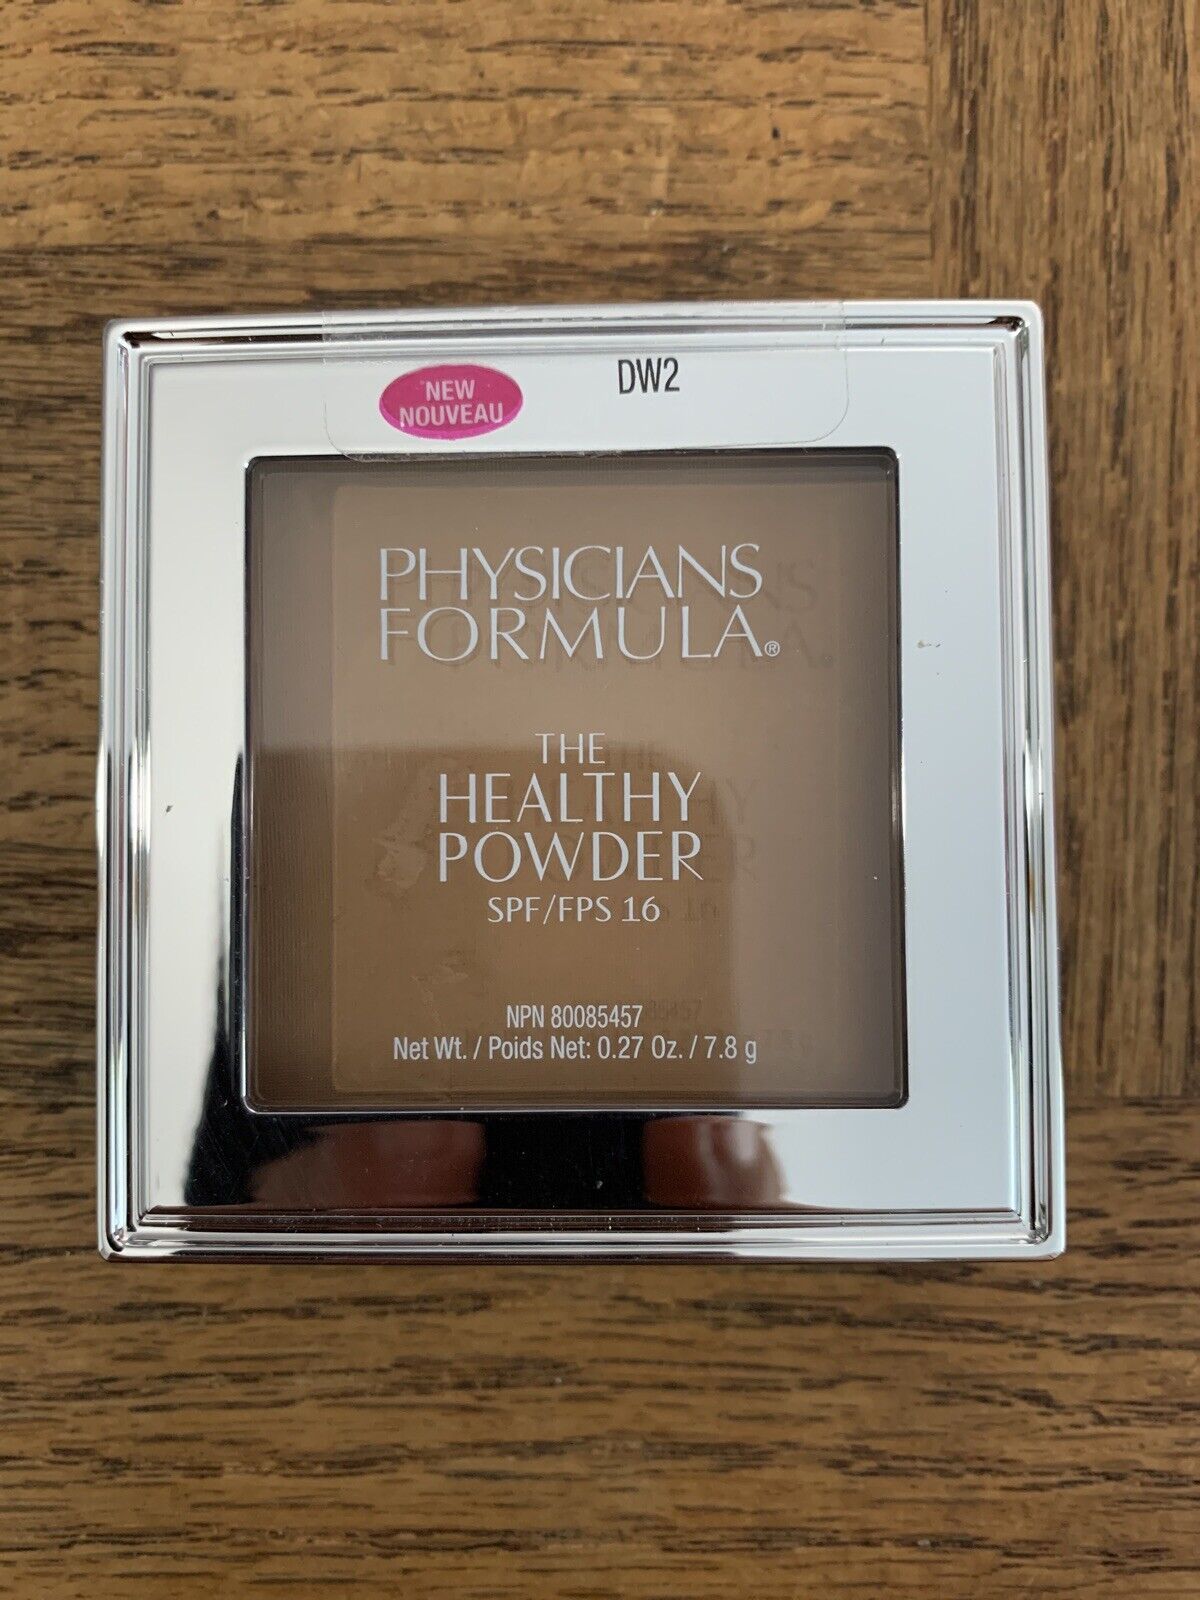 NEW
NOUVEAU
DW2
PHYSICIANS
FORMULA®
THE
HEALTHY
POWDER
SPF/FPS 16
NPN 80085457
Net Wt. / Poids Net: 0.27 Oz. / 7.8 g